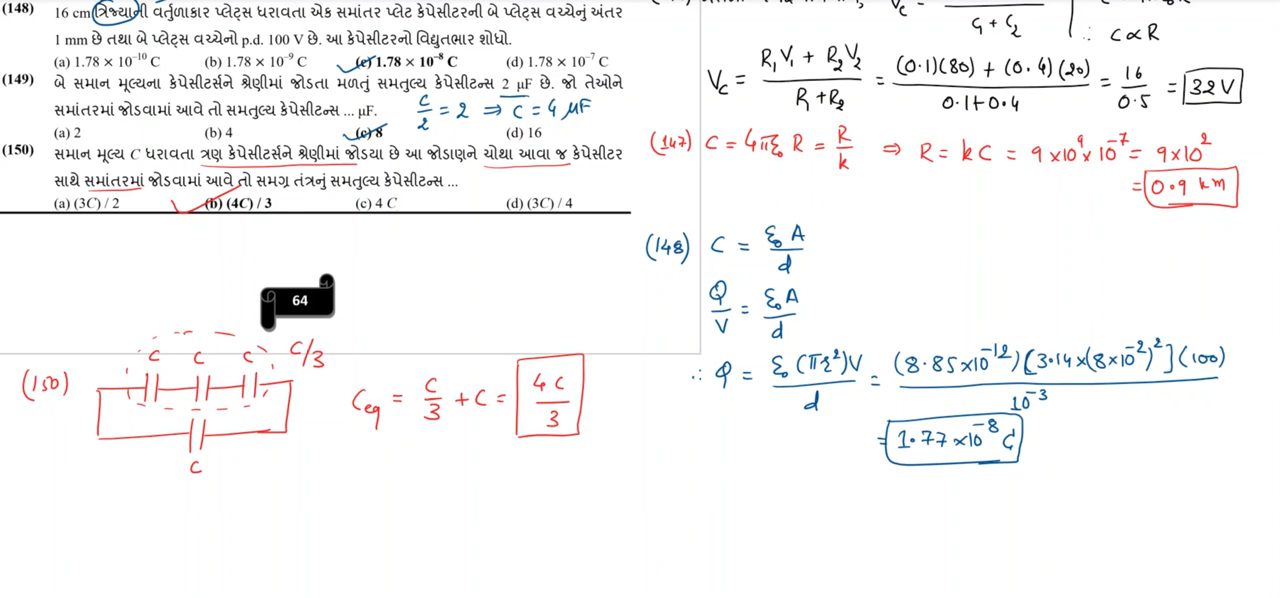 (148) 16 cm ત્રિજ્યાની વર્તુળાકાર પ્લેટ્સ ધરાવતા એક સમાંતર પ્લેટ કેપેસીટરની બે પ્લેટ્સ વચ્ચેનું અંતર
1 mm છે તથા બે પ્લેટ્સ વચ્ચેનો p.d. 100 V છે. આ કેપેસીટરનો વિદ્યુતભાર શોધો.
(a) 1.78 × 10⁻¹⁰ C (b) 1.78 × 10⁻⁹ C (c) 1.78 × 10⁻⁸ C (d) 1.78 × 10⁻⁷ C
(149) બે સમાન મૂલ્યના કેપેસીટર્સને શ્રેણીમાં જોડતા મળતું સમતુલ્ય કેપેસીટન્સ 2 μF છે. જો તેઓને
સમાંતરમાં જોડવામાં આવે તો સમતુલ્ય કેપેસીટન્સ ... μF. C/2 = 2 ⇒ C = 4 μF
(a) 2 (b) 4 (c) 8 (d) 16
(150) સમાન મૂલ્ય C ધરાવતા ત્રણ કેપેસીટર્સને શ્રેણીમાં જોડયા છે આ જોડાણને ચોથા આવા જ કેપેસીટર
સાથે સમાંતરમાં જોડવામાં આવે તો સમગ્ર તંત્રનું સમતુલ્ય કેપેસીટન્સ ...
(a) (3C) / 2 (b) (4C) / 3 (c) 4 C (d) (3C) / 4
64
(150) C C C C/3
C
Ceq = C/3 + C = 4C/3
C₁ + C₂
∴ C∝R
Vc = (R₁V₁ + R₂V₂)/(R₁+R₂) = ((0.1)(80) + (0.4)(20))/(0.1+0.4) = 16/0.5 = 32V
(147) C = 4πε₀ R = R/k ⇒ R = kC = 9×10⁹×10⁻⁷ = 9×10²
= 0.9 km
(148) C = ε₀A/d
Q/V = ε₀A/d
∴ Q = ε₀(πr²)V/d = (8.85×10⁻¹²)[3.14×(8×10⁻²)²](100)/10⁻³
= 1.77×10⁻⁸ C